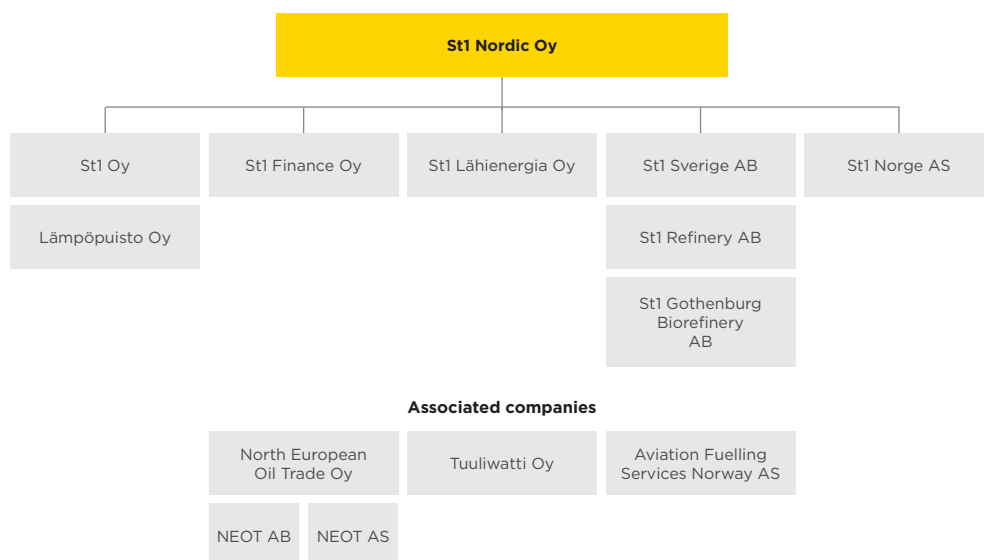 St1 Nordic Oy
St1 Oy
St1 Finance Oy
St1 Lähienergia Oy
St1 Sverige AB
St1 Norge AS
Lämpöpuisto Oy
St1 Refinery AB
St1 Gothenburg
Biorefinery
AB
Associated companies
North European
Oil Trade Oy
Tuuliwatti Oy
Aviation Fuelling
Services Norway AS
NEOT AB
NEOT AS